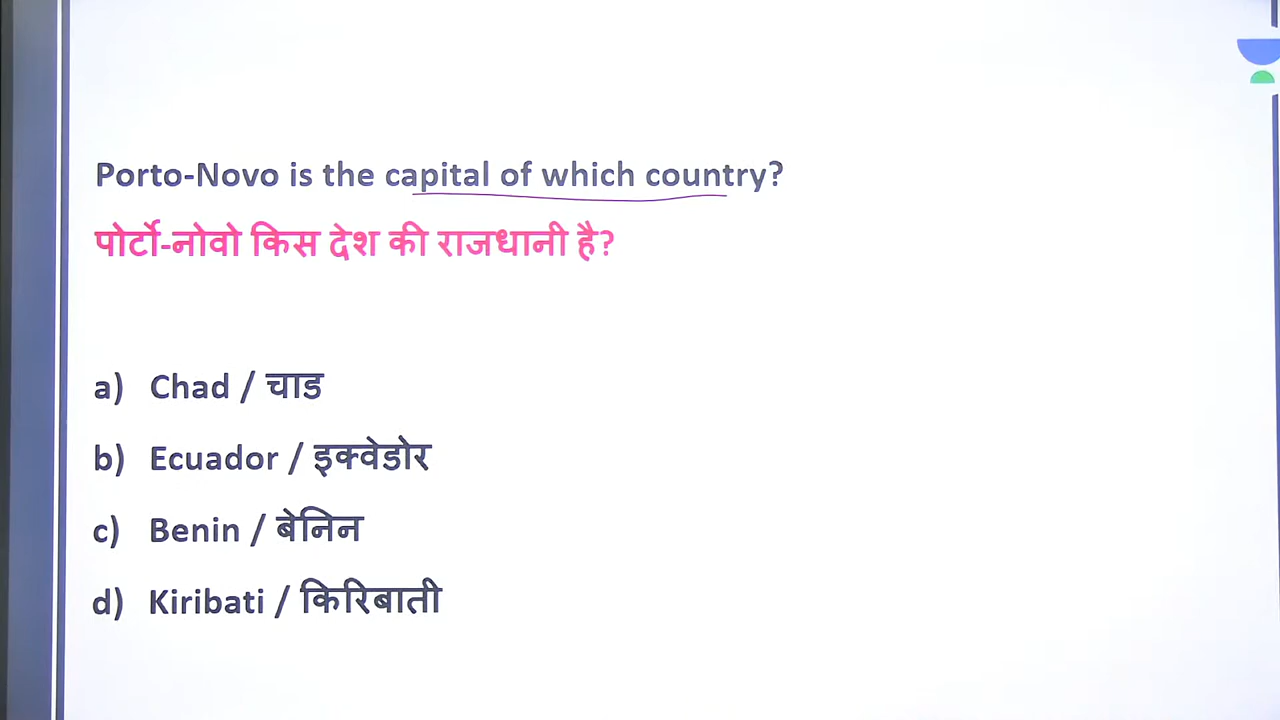 Porto-Novo is the capital of which country?
पोर्टो-नोवो किस देश की राजधानी है?
a) Chad / चाड
b) Ecuador / इक्वेडोर
c) Benin / बेनिन
d) Kiribati / किरिबाती